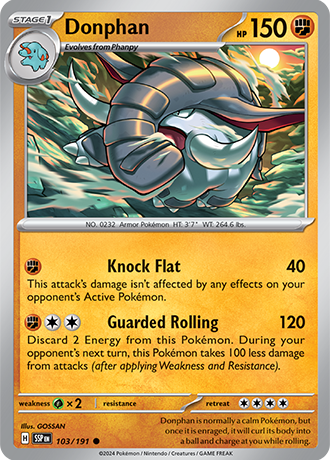 STAGE 1 Donphan HP 150
Evolves from Phanpy
NO. 0232 Armor Pokémon HT: 3'7" WT: 264.6 lbs.
Knock Flat 40
This attack's damage isn't affected by any effects on your
opponent's Active Pokémon.
Guarded Rolling 120
Discard 2 Energy from this Pokémon. During your
opponent's next turn, this Pokémon takes 100 less damage
from attacks (after applying Weakness and Resistance).
weakness ×2 resistance retreat
Illus. GOSSAN
H SSP EN 103/191
Donphan is normally a calm Pokémon, but
once it is enraged, it will curl its body into
a ball and charge at you while rolling.
©2024 Pokémon / Nintendo / Creatures / GAME FREAK